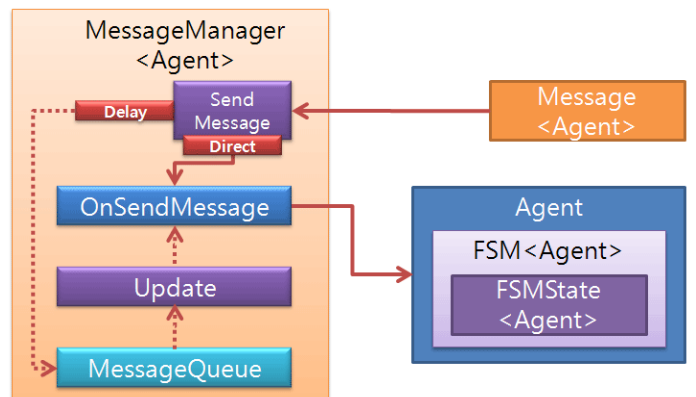 MessageManager
<Agent>
Send
Message
Delay
Direct
OnSendMessage
Update
MessageQueue
Message
<Agent>
Agent
FSM<Agent>
FSMState
<Agent>